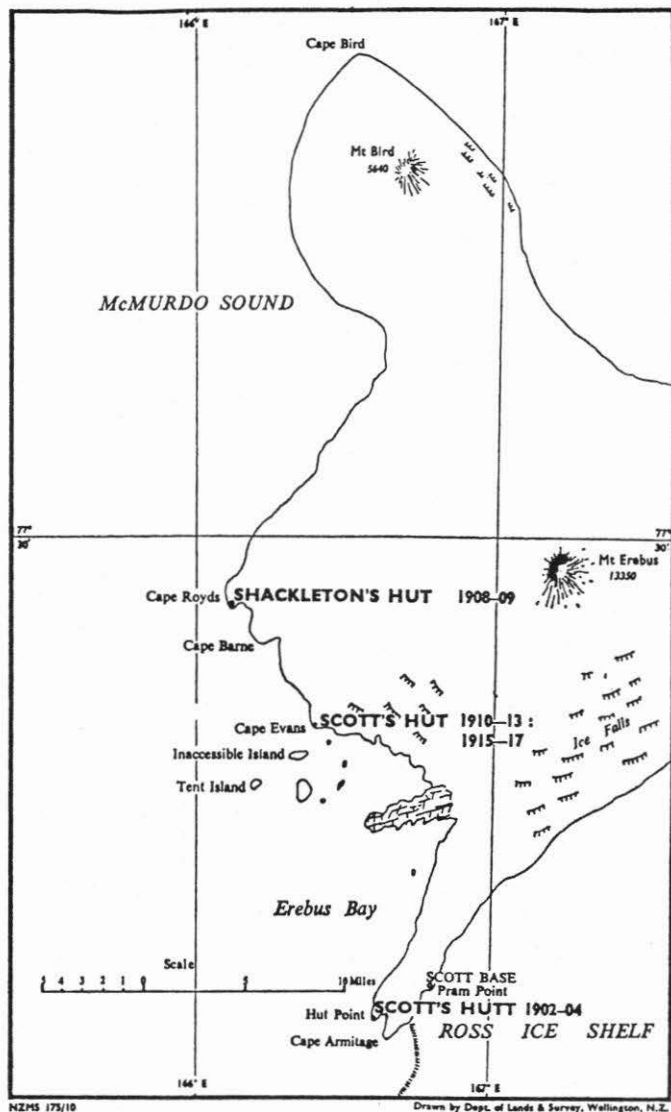 166° E
167° E
Cape Bird
Mt Bird
5640
McMURDO SOUND
77°
30'
77°
30'
Mt Erebus
13350
Cape Royds
SHACKLETON'S HUT 1908–09
Cape Barne
Ice Falls
Cape Evans
SCOTT'S HUT 1910–13 :
1915–17
Inaccessible Island
Tent Island
Erebus Bay
Scale
5 4 3 2 1 0 5 10 Miles
SCOTT BASE
Pram Point
Hut Point
SCOTT'S HUTT 1902–04
ROSS ICE SHELF
Cape Armitage
166° E
167° E
NZMS 175/10
Drawn by Dept. of Lands & Survey, Wellington, N.Z.